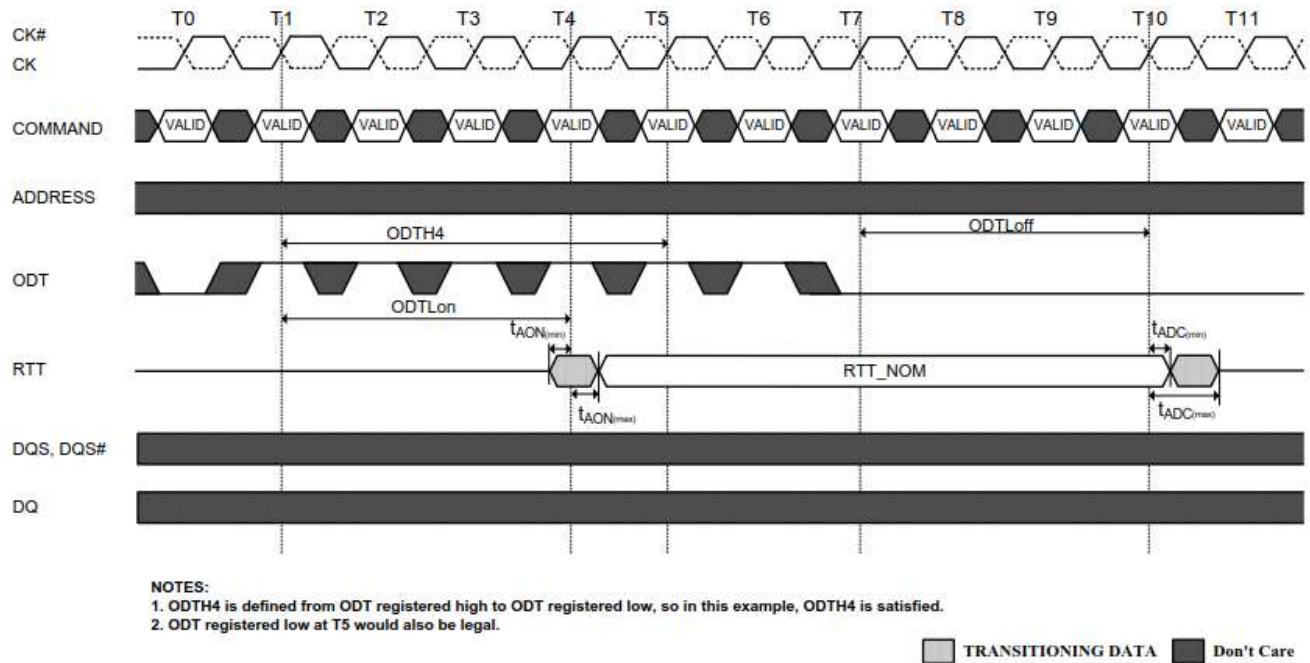 T0 T1 T2 T3 T4 T5 T6 T7 T8 T9 T10 T11
CK#
CK
COMMAND VALID VALID VALID VALID VALID VALID VALID VALID VALID VALID VALID VALID
ADDRESS
ODTH4 ODTLoff
ODT
ODTLon
tAON(min) tADC(min)
RTT RTT_NOM
tAON(max) tADC(max)
DQS, DQS#
DQ
NOTES:
1. ODTH4 is defined from ODT registered high to ODT registered low, so in this example, ODTH4 is satisfied.
2. ODT registered low at T5 would also be legal.
TRANSITIONING DATA Don't Care